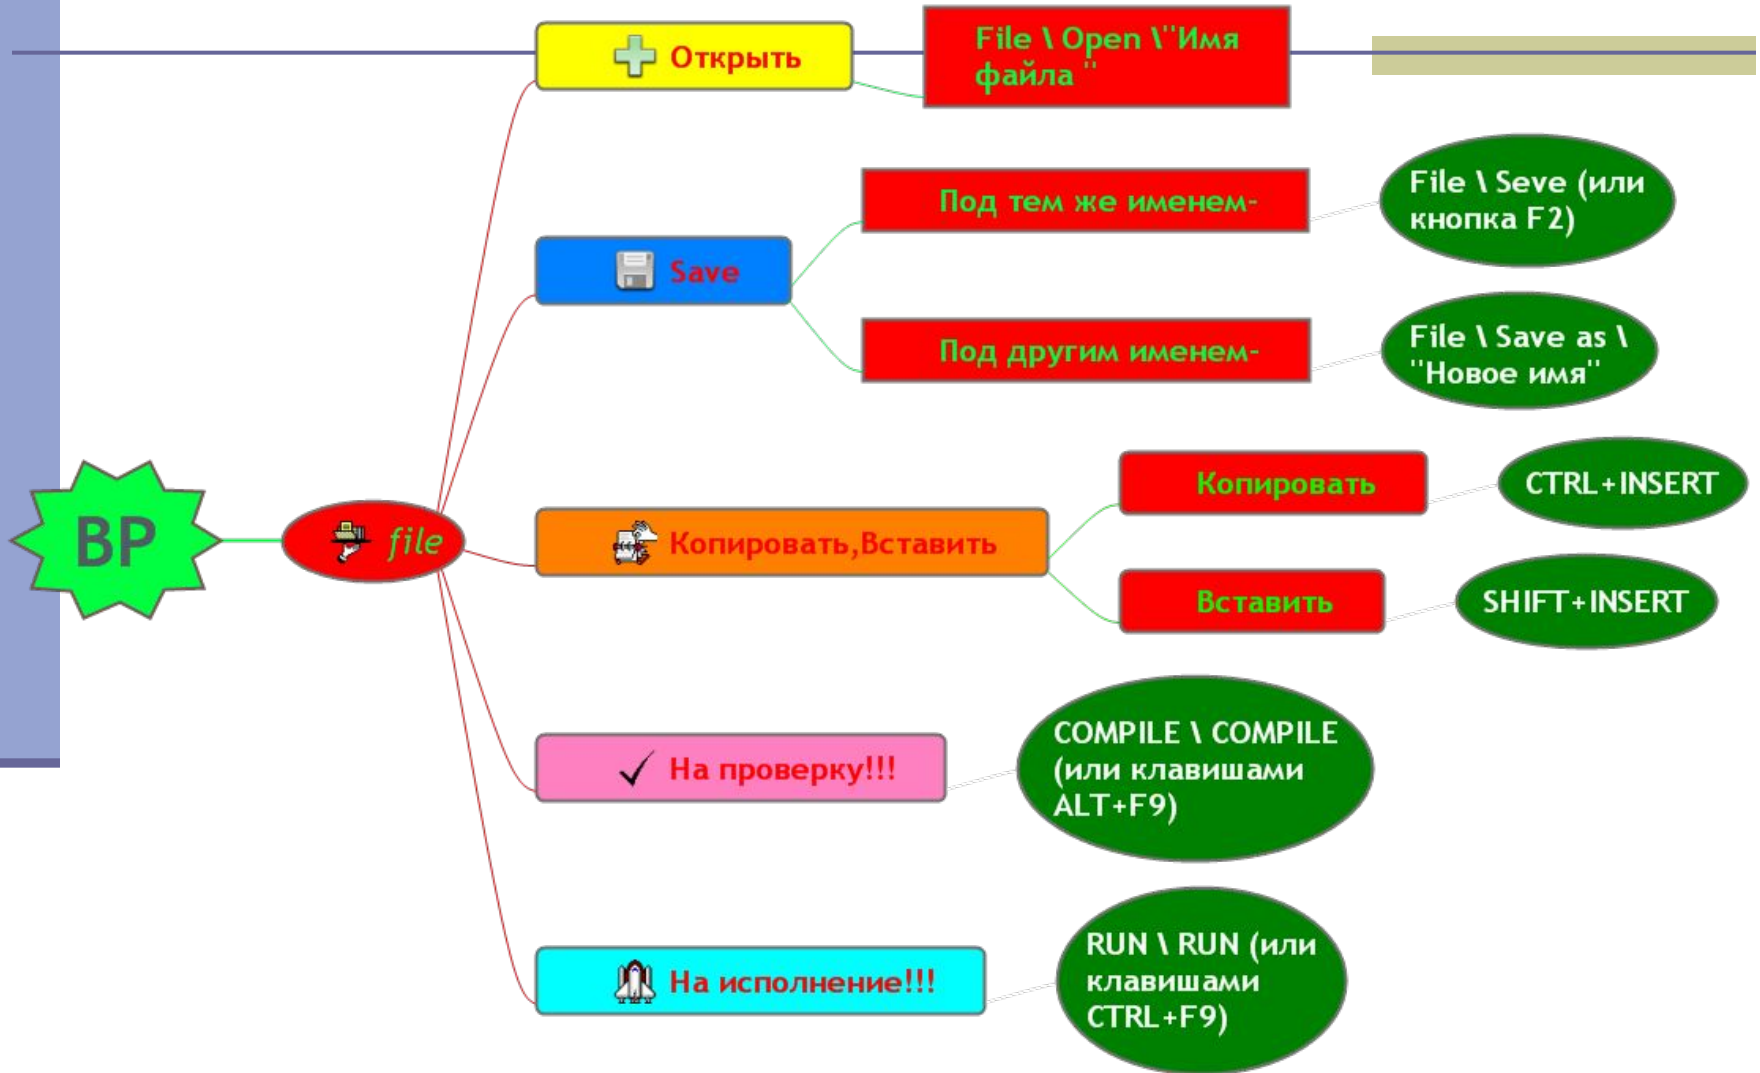 BP
file
Открыть
File \ Open \"Имя
файла "
Save
Под тем же именем-
File \ Seve (или
кнопка F2)
Под другим именем-
File \ Save as \
"Новое имя"
Копировать,Вставить
Копировать
CTRL+INSERT
Вставить
SHIFT+INSERT
На проверку!!!
COMPILE \ COMPILE
(или клавишами
ALT+F9)
На исполнение!!!
RUN \ RUN (или
клавишами
CTRL+F9)